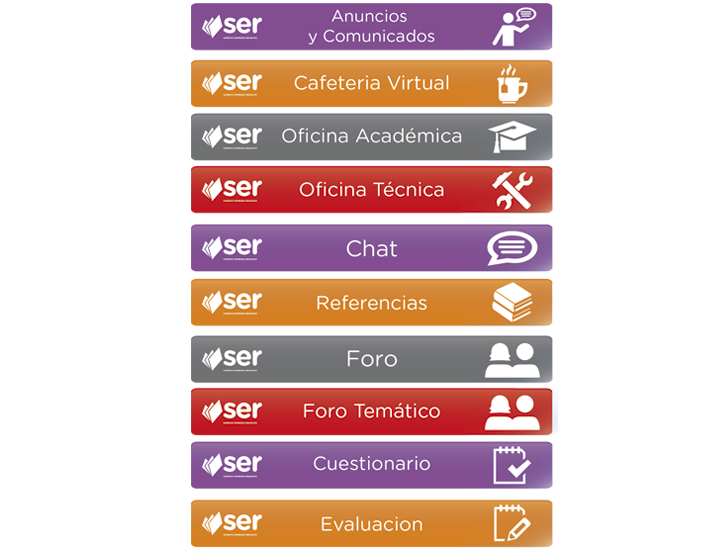 ser
Anuncios
y Comunicados
ser
Cafeteria Virtual
ser
Oficina Académica
ser
Oficina Técnica
ser
Chat
ser
Referencias
ser
Foro
ser
Foro Temático
ser
Cuestionario
ser
Evaluacion